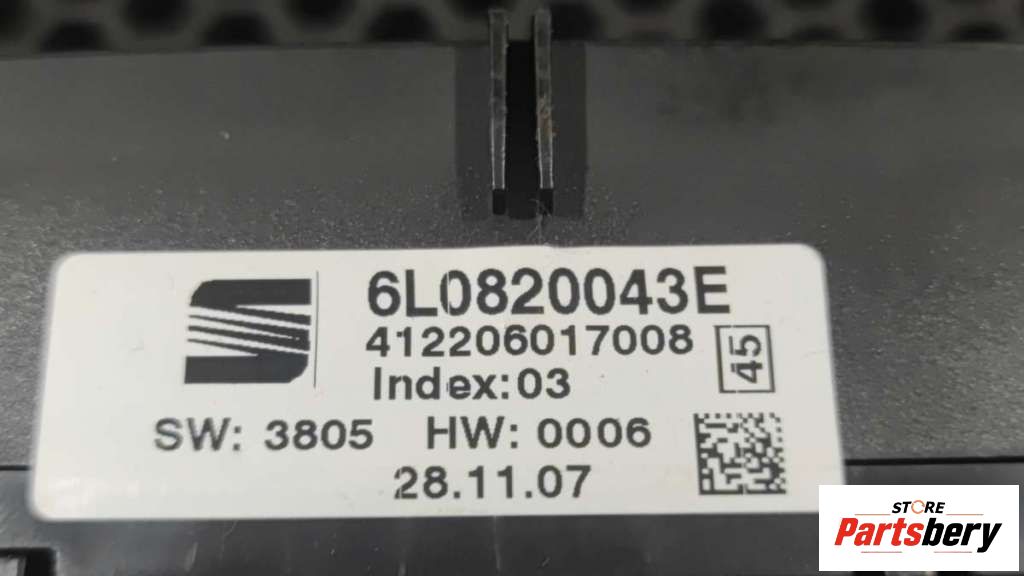 6L0820043E
412206017008
45
Index:03
SW: 3805 HW: 0006
28.11.07
STORE
Partsbery